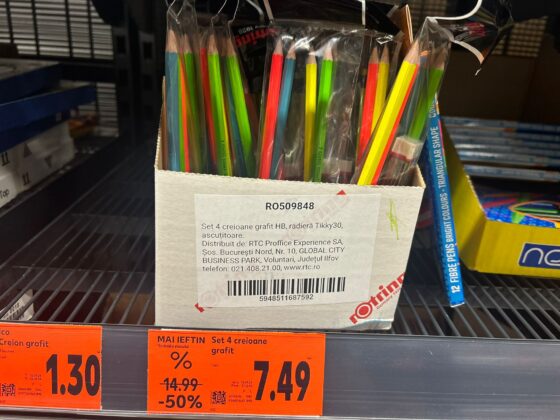 rotring
RO509848
Set 4 creioane grafit HB, radieră Tikky30,
ascuțitoare.
Distribuit de: RTC Proffice Experience SA,
Șos. București Nord, Nr. 10, GLOBAL CITY
BUSINESS PARK, Voluntari, Județul Ilfov
telefon: 021.408.21.00, www.rtc.ro
5948511687592
rotring
12 FIBRE PENS BRIGHT COLOURS - TRIANGULAR SHAPE
Creion grafit
1.30
MAI IEFTIN
%
14.99
-50%
Set 4 creioane
grafit
7.49